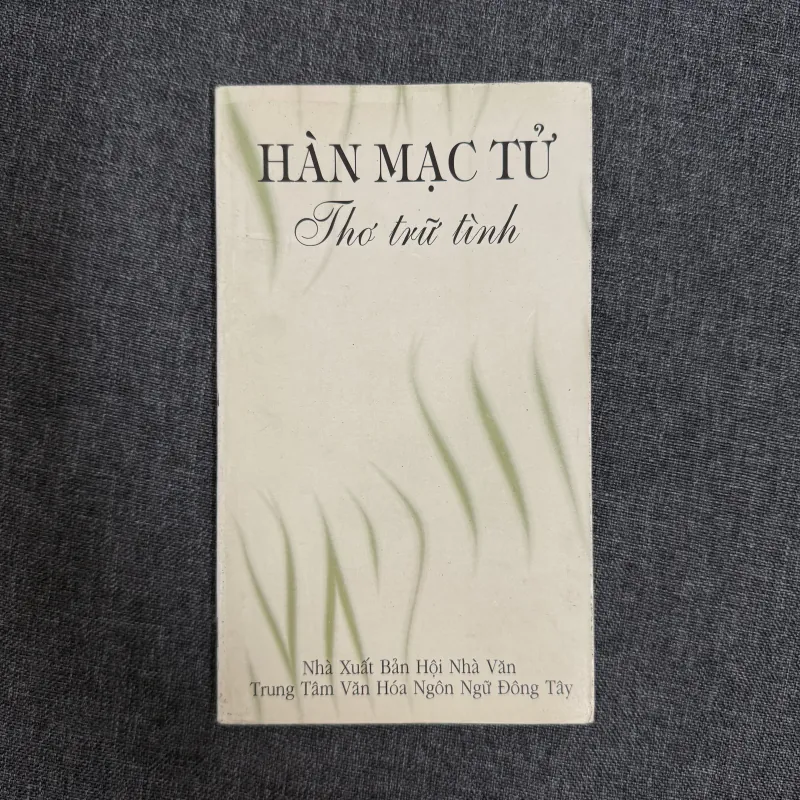 HÀN MẠC TỬ
Thơ trữ tình
Nhà Xuất Bản Hội Nhà Văn
Trung Tâm Văn Hóa Ngôn Ngữ Đông Tây